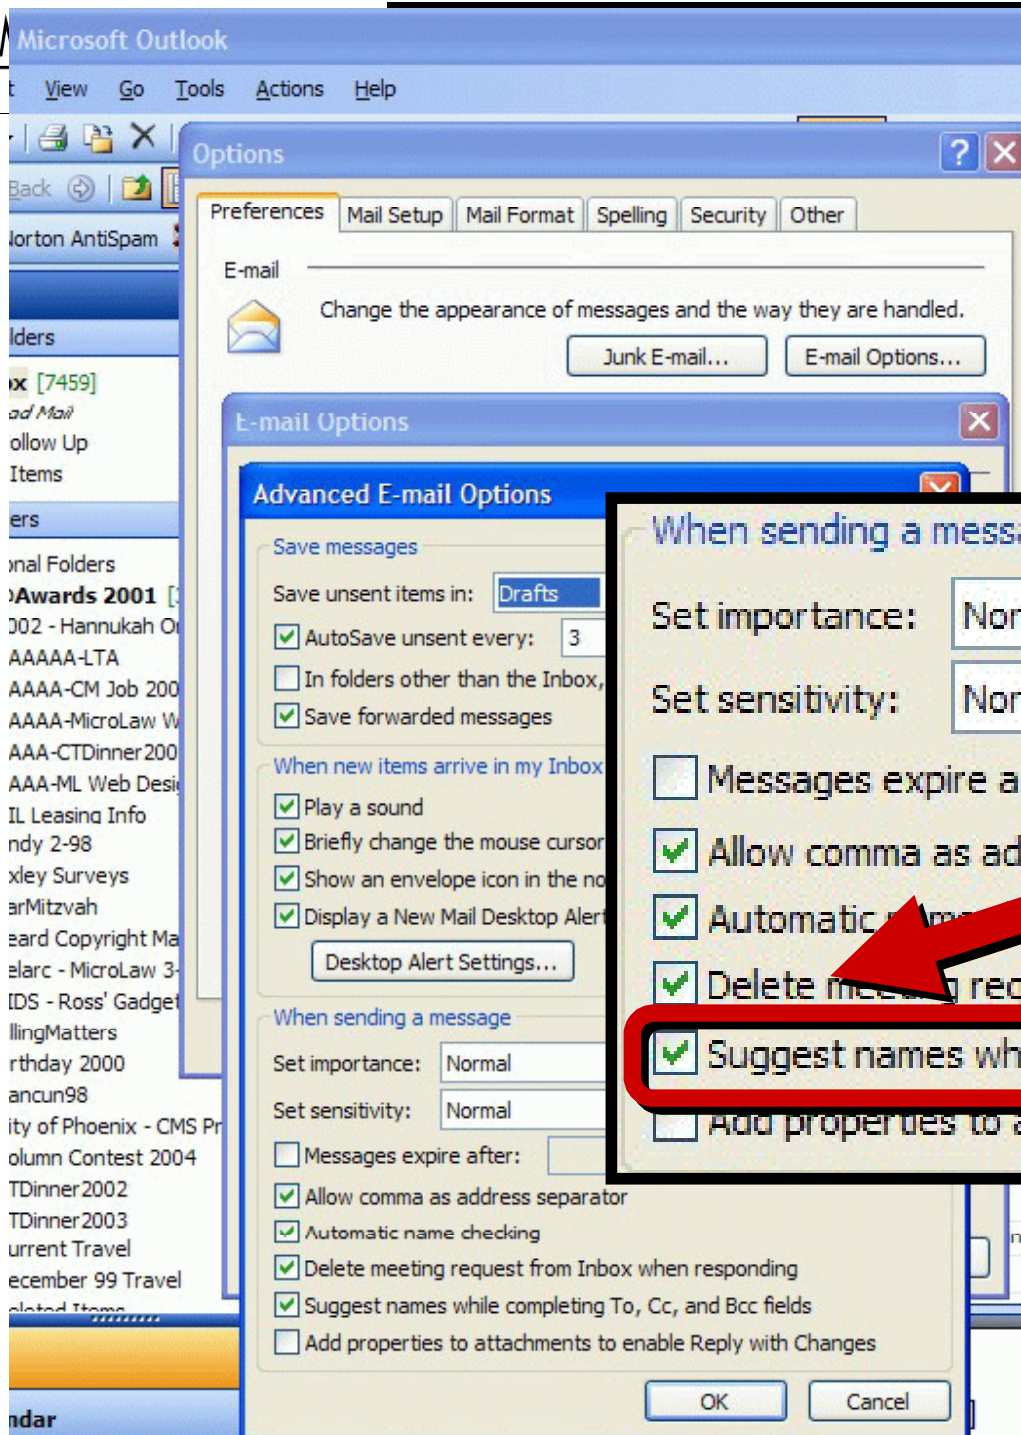 M
Microsoft Outlook
View Go Tools Actions Help
Back
Norton AntiSpam
[7459]
ollow Up
Items
Awards 2001
002 - Hannukah
AAAAA-LTA
AAAA-CM Job 200
AAAA-MicroLaw W
AAA-CTDinner200
AAAA-ML Web Desi
IL Leasing Info
ndy 2-98
xley Surveys
arMitzvah
eard Copyright Ma
elarc - MicroLaw 3-
IDS - Ross' Gadget
llingMatters
rthday 2000
ancun98
ity of Phoenix - CMS Pr
olumn Contest 2004
TDinner2002
TDinner2003
urrent Travel
ecember 99 Travel
eleted Items
ndar
Options
Preferences Mail Setup Mail Format Spelling Security Other
E-mail
Change the appearance of messages and the way they are handled.
Junk E-mail... E-mail Options...
E-mail Options
Advanced E-mail Options
Save messages
Save unsent items in: Drafts
AutoSave unsent every: 3
In folders other than the Inbox,
Save forwarded messages
When new items arrive in my Inbox
Play a sound
Briefly change the mouse cursor
Show an envelope icon in the no
Display a New Mail Desktop Alert
Desktop Alert Settings...
When sending a message
Set importance: Normal
Set sensitivity: Normal
Messages expire after:
Allow comma as address separator
Automatic name checking
Delete meeting request from Inbox when responding
Suggest names while completing To, Cc, and Bcc fields
Add properties to attachments to enable Reply with Changes
OK Cancel
When sending a messa
Set importance: Nor
Set sensitivity: Nor
Messages expire a
Allow comma as ad
Automatic
Delete meeting req
Suggest names wh
Add properties to a